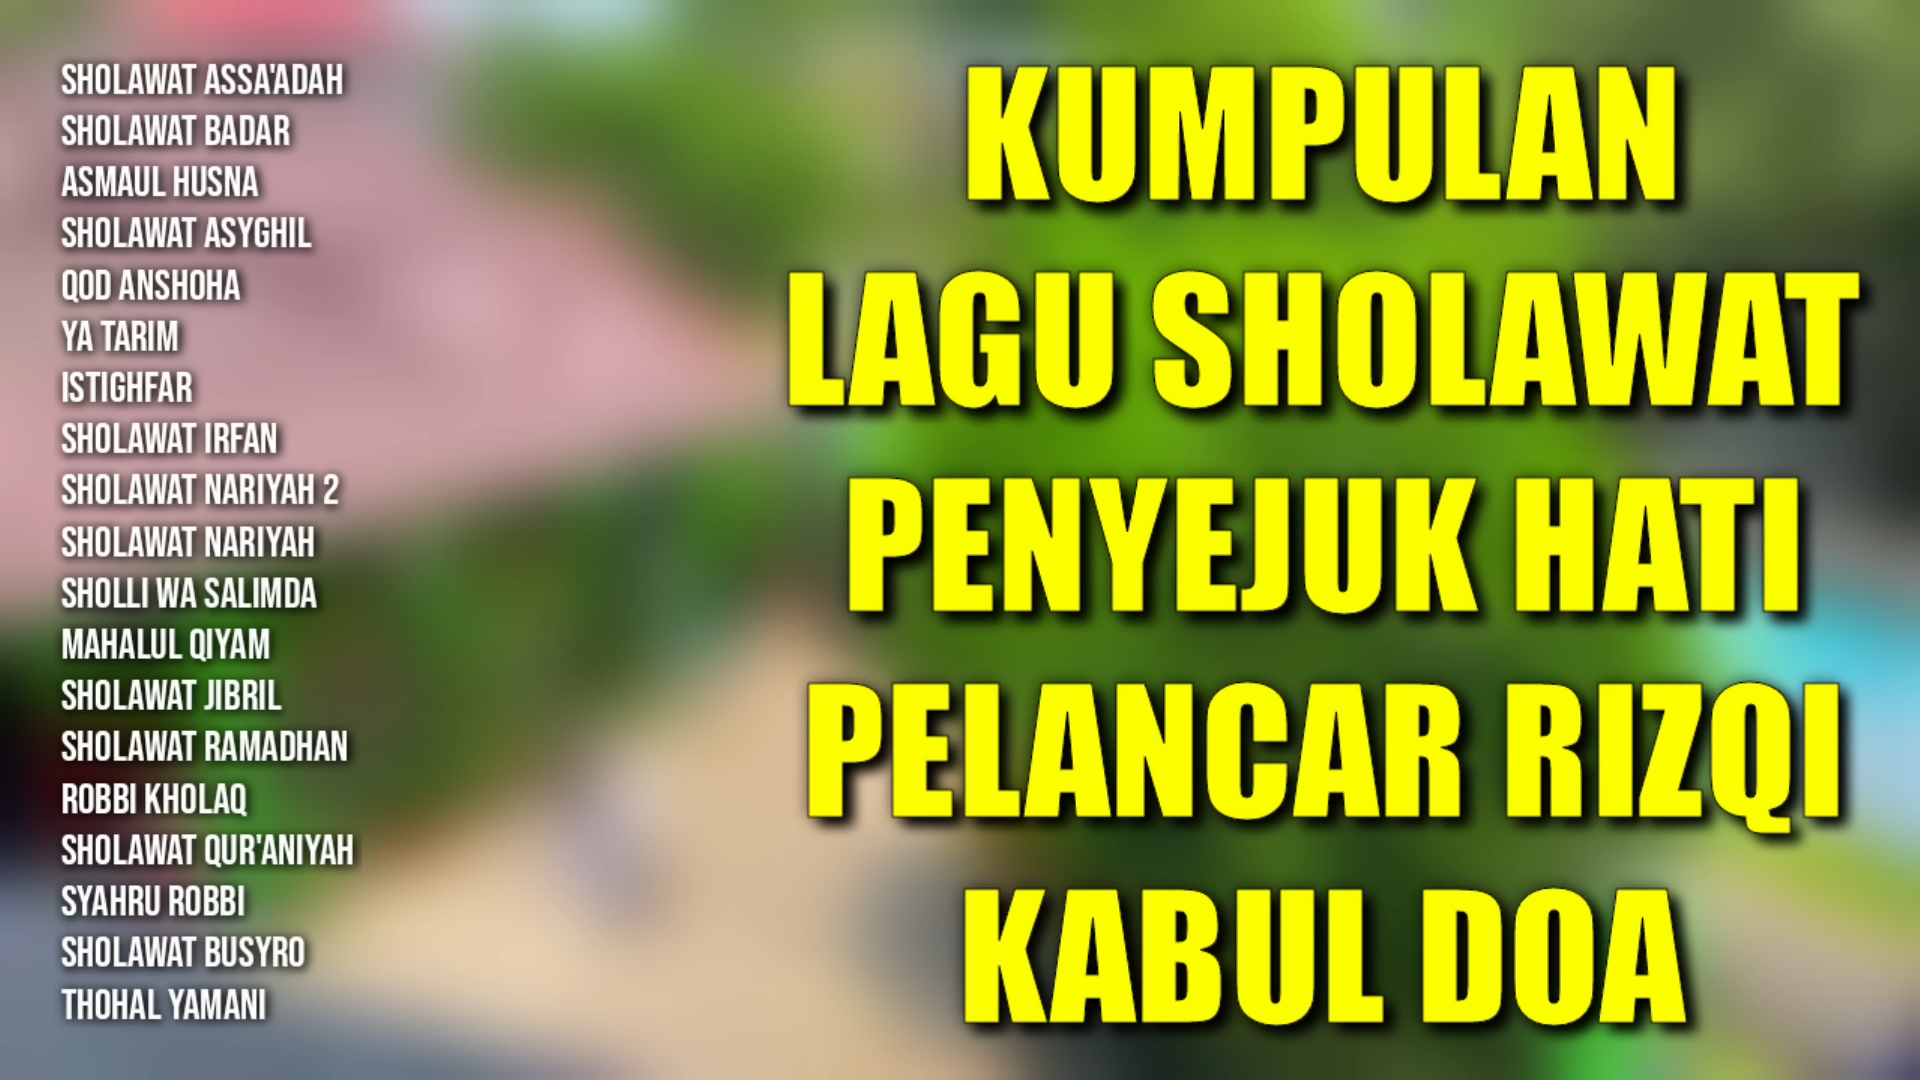 SHOLAWAT ASSA'ADAH
SHOLAWAT BADAR
ASMAUL HUSNA
SHOLAWAT ASYGHIL
QOD ANSHOHA
YA TARIM
ISTIGHFAR
SHOLAWAT IRFAN
SHOLAWAT NARIYAH 2
SHOLAWAT NARIYAH
SHOLLI WA SALIMDA
MAHALUL QIYAM
SHOLAWAT JIBRIL
SHOLAWAT RAMADHAN
ROBBI KHOLAQ
SHOLAWAT QUR'ANIYAH
SYAHRU ROBBI
SHOLAWAT BUSYRO
THOHAL YAMANI
KUMPULAN
LAGU SHOLAWAT
PENYEJUK HATI
PELANCAR RIZQI
KABUL DOA